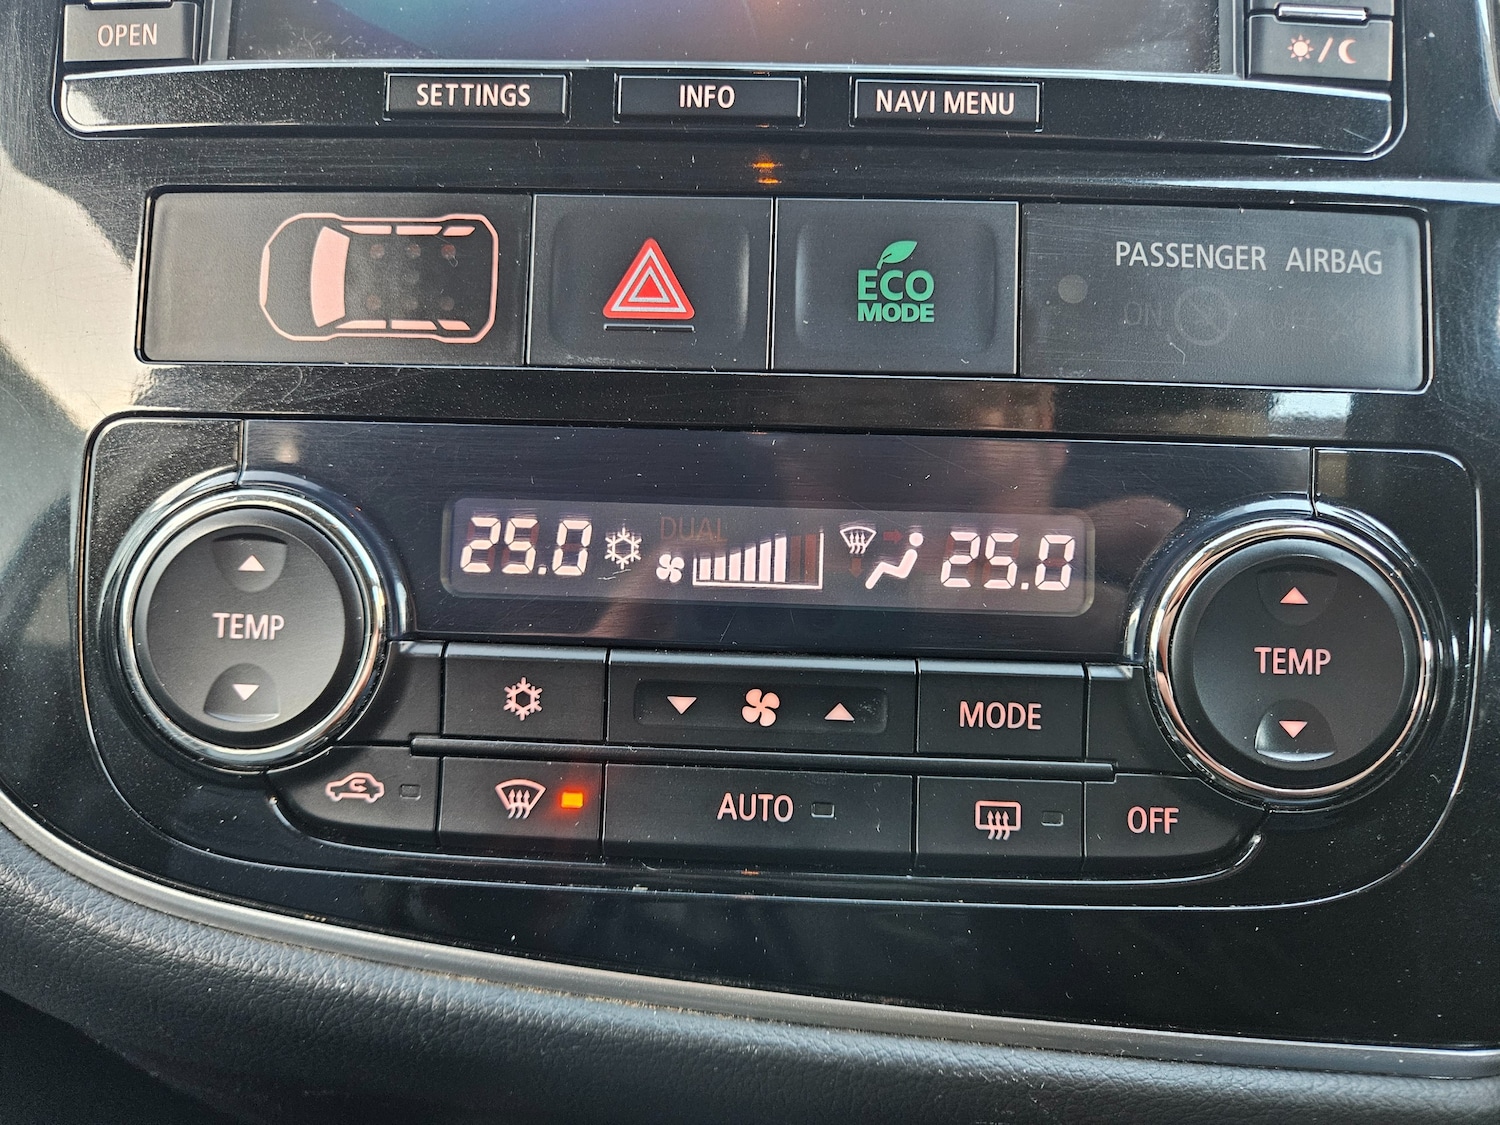 OPEN
SETTINGS INFO NAVI MENU
ECO
MODE
PASSENGER AIRBAG
ON
DUAL
25.0 25.0
TEMP
TEMP
MODE
AUTO
OFF